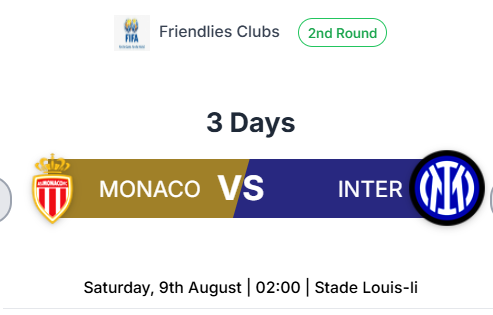 FIFA
Friendlies Clubs
2nd Round
3 Days
MONACO VS INTER
Saturday, 9th August | 02:00 | Stade Louis-Ii